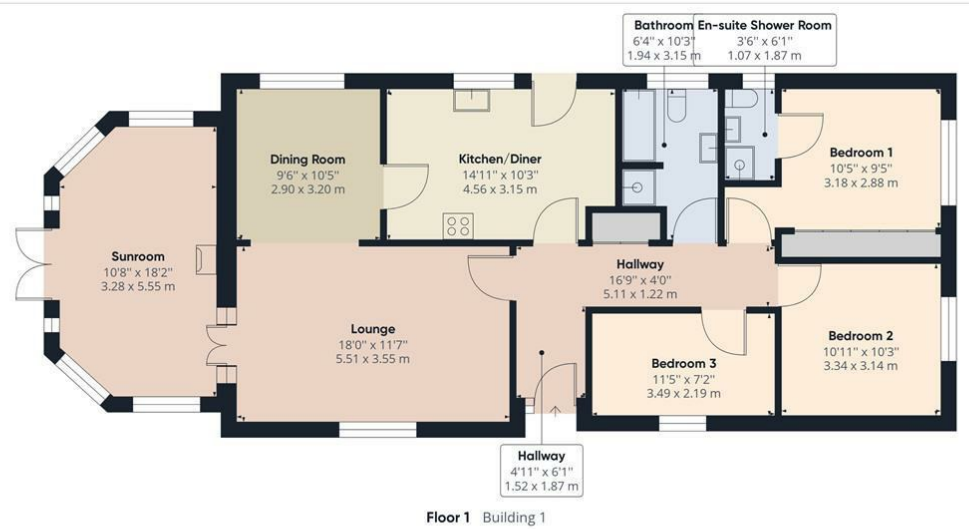 Bathroom
6'4" x 10'3"
1.94 x 3.15 m
En-suite Shower Room
3'6" x 6'1"
1.07 x 1.87 m
Dining Room
9'6" x 10'5"
2.90 x 3.20 m
Kitchen/Diner
14'11" x 10'3"
4.56 x 3.15 m
Bedroom 1
10'5" x 9'5"
3.18 x 2.88 m
Sunroom
10'8" x 18'2"
3.28 x 5.55 m
Hallway
16'9" x 4'0"
5.11 x 1.22 m
Lounge
18'0" x 11'7"
5.51 x 3.55 m
Bedroom 2
10'11" x 10'3"
3.34 x 3.14 m
Bedroom 3
11'5" x 7'2"
3.49 x 2.19 m
Hallway
4'11" x 6'1"
1.52 x 1.87 m
Floor 1 Building 1